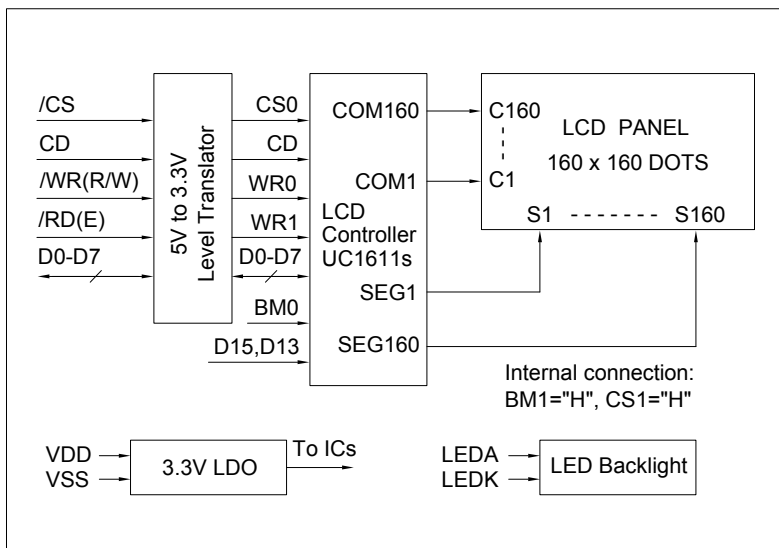 /CS
CD
/WR(R/W)
/RD(E)
D0-D7
5V to 3.3V
Level Translator
CS0
CD
WR0
WR1
D0-D7
BM0
D15,D13
COM160
COM1
LCD
Controller
UC1611s
SEG1
SEG160
C160
C1
LCD PANEL
160 x 160 DOTS
S1 ------- S160
Internal connection:
BM1="H", CS1="H"
VDD
VSS
3.3V LDO
To ICs
LEDA
LEDK
LED Backlight